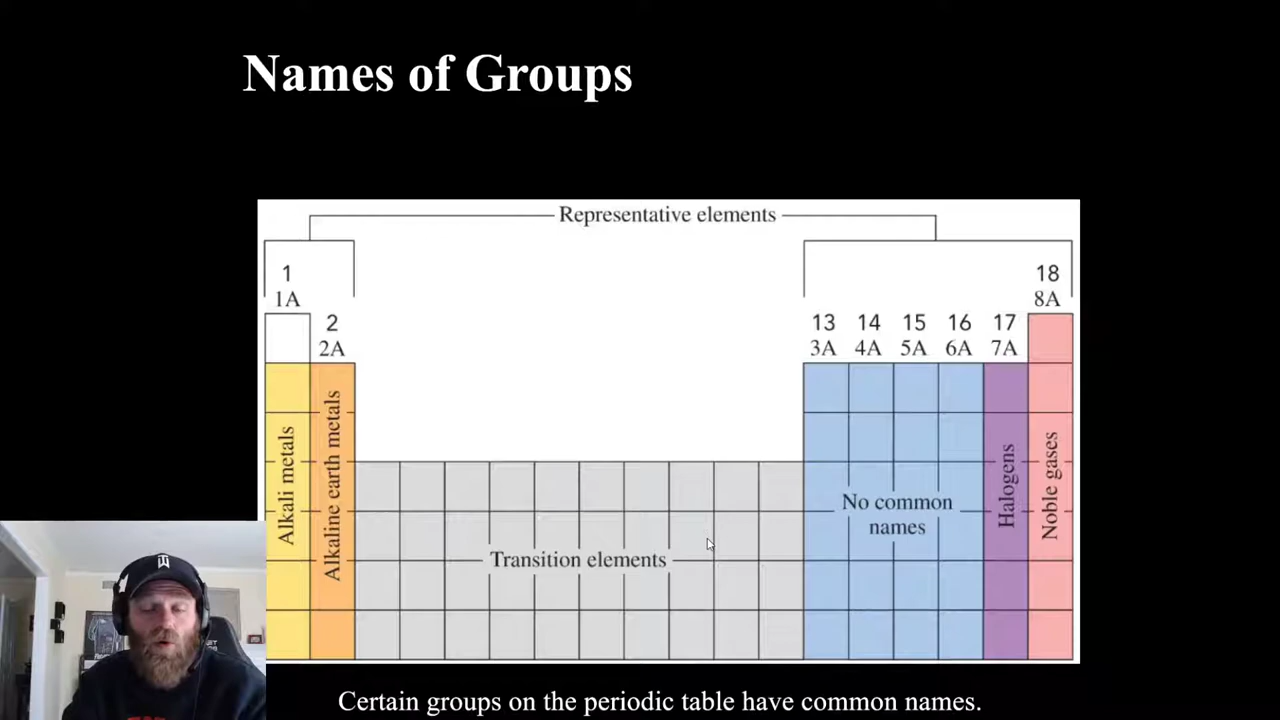 Names of Groups
Representative elements
1
18
1A
8A
2
13
14
15
16
17
2A
3A
4A
5A
6A
7A
Alkali metals
Alkaline earth metals
Transition elements
No common
names
Halogens
Noble gases
Certain groups on the periodic table have common names.